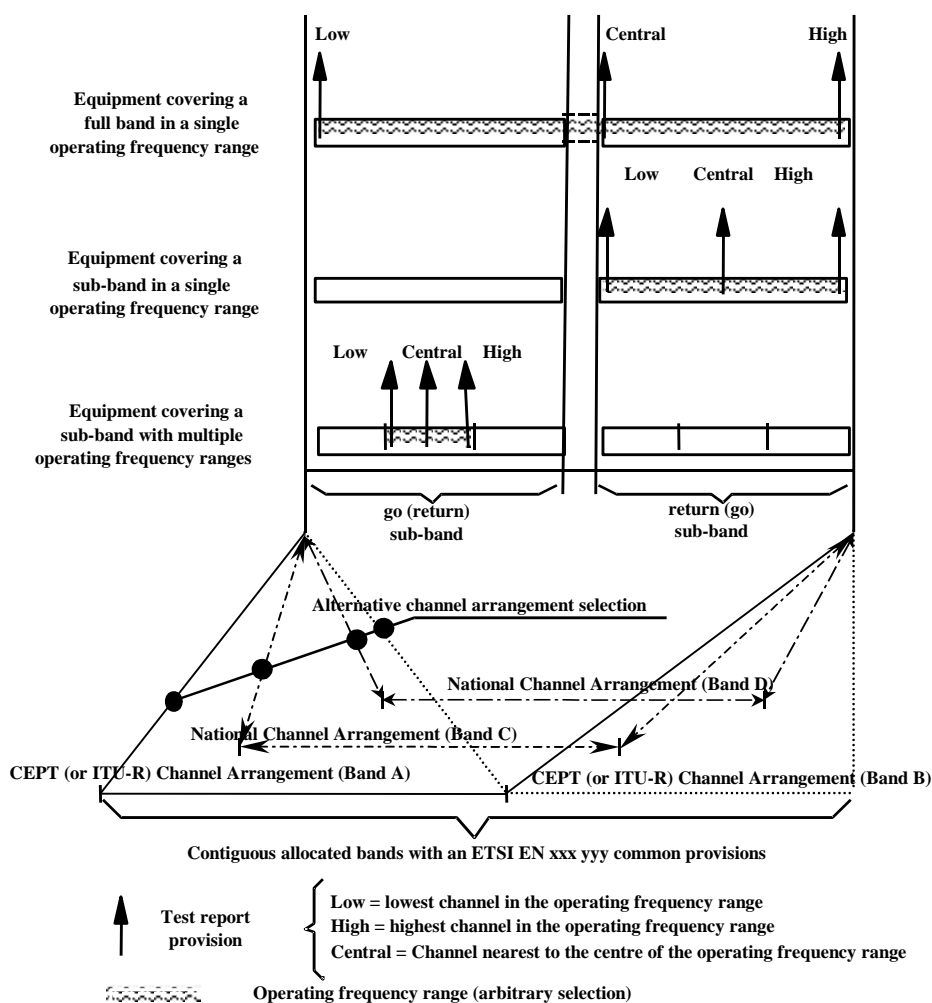 Low
Central
High
Equipment covering a
full band in a single
operating frequency range
Low
Central
High
Equipment covering a
sub-band in a single
operating frequency range
Low
Central
High
Equipment covering a
sub-band with multiple
operating frequency ranges
go (return)
sub-band
return (go)
sub-band
Alternative channel arrangement selection
National Channel Arrangement (Band D)
National Channel Arrangement (Band C)
CEPT (or ITU-R) Channel Arrangement (Band A)
CEPT (or ITU-R) Channel Arrangement (Band B)
Contiguous allocated bands with an ETSI EN xxx yyy common provisions
Test report
provision
Low = lowest channel in the operating frequency range
High = highest channel in the operating frequency range
Central = Channel nearest to the centre of the operating frequency range
Operating frequency range (arbitrary selection)